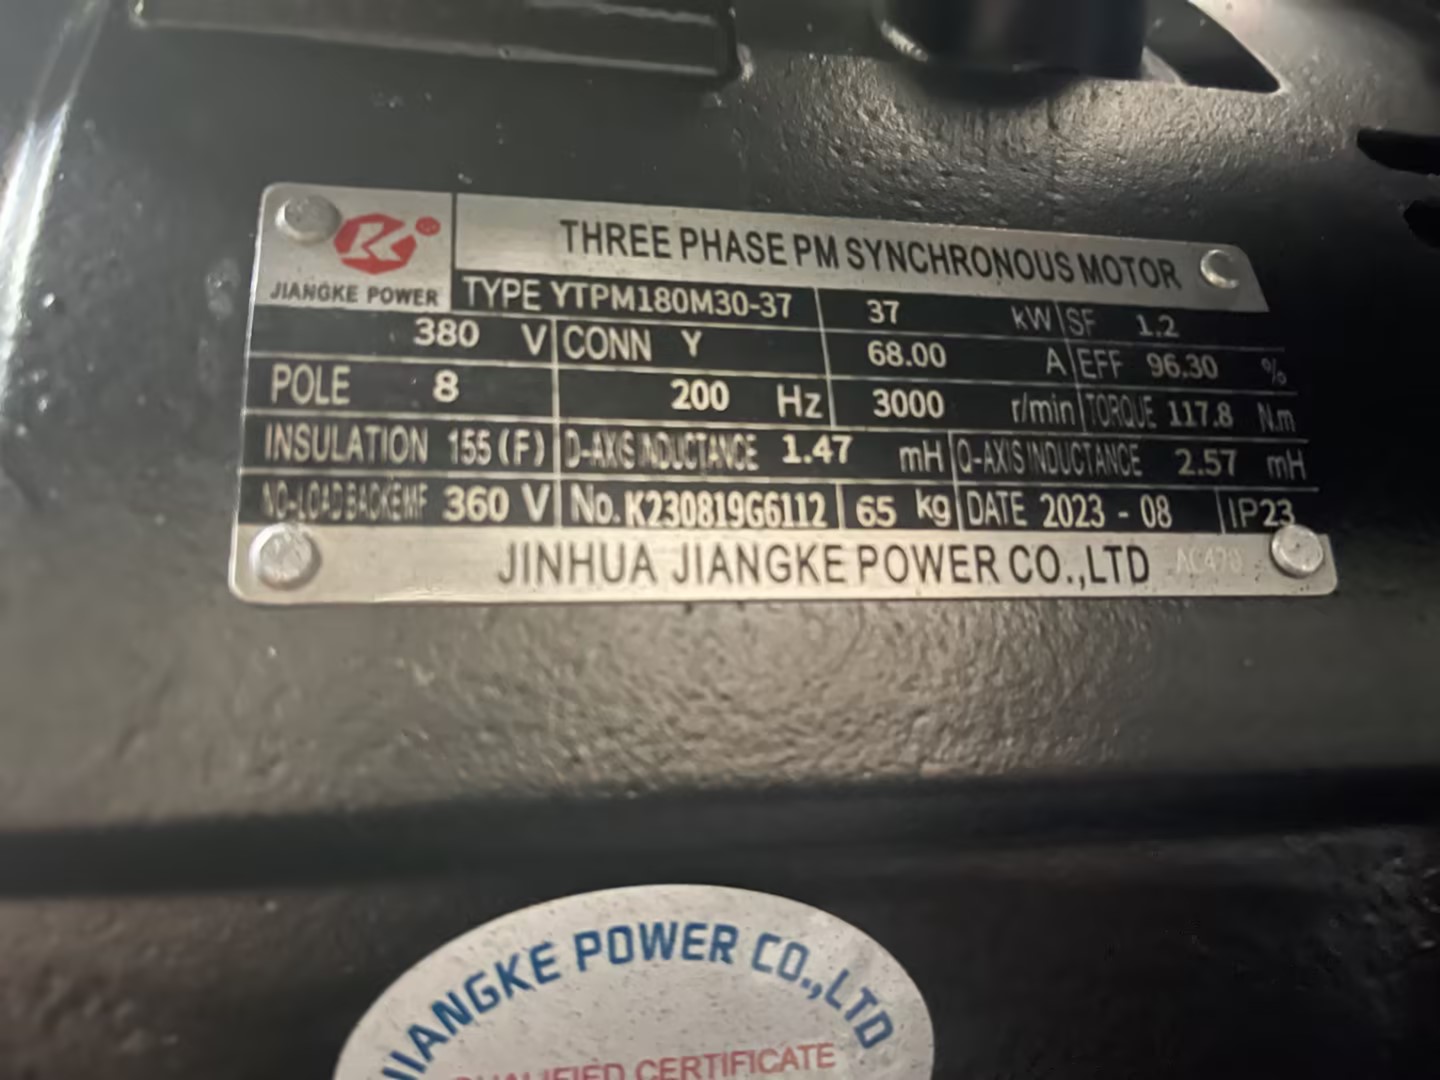 JIANGKE POWER
THREE PHASE PM SYNCHRONOUS MOTOR
TYPE YTPM180M30-37 37 kW SF 1.2
380 V CONN Y 68.00 A EFF 96.30 %
POLE 8 200 Hz 3000 r/min TORQUE 117.8 N.m
INSULATION 155(F) D-AXIS INDUCTANCE 1.47 mH Q-AXIS INDUCTANCE 2.57 mH
NO-LOAD BACKEMF 360 V No. K230819G6112 65 kg DATE 2023 - 08 IP23
JINHUA JIANGKE POWER CO.,LTD AC470
JIANGKE POWER CO.,LTD
QUALIFIED CERTIFICATE